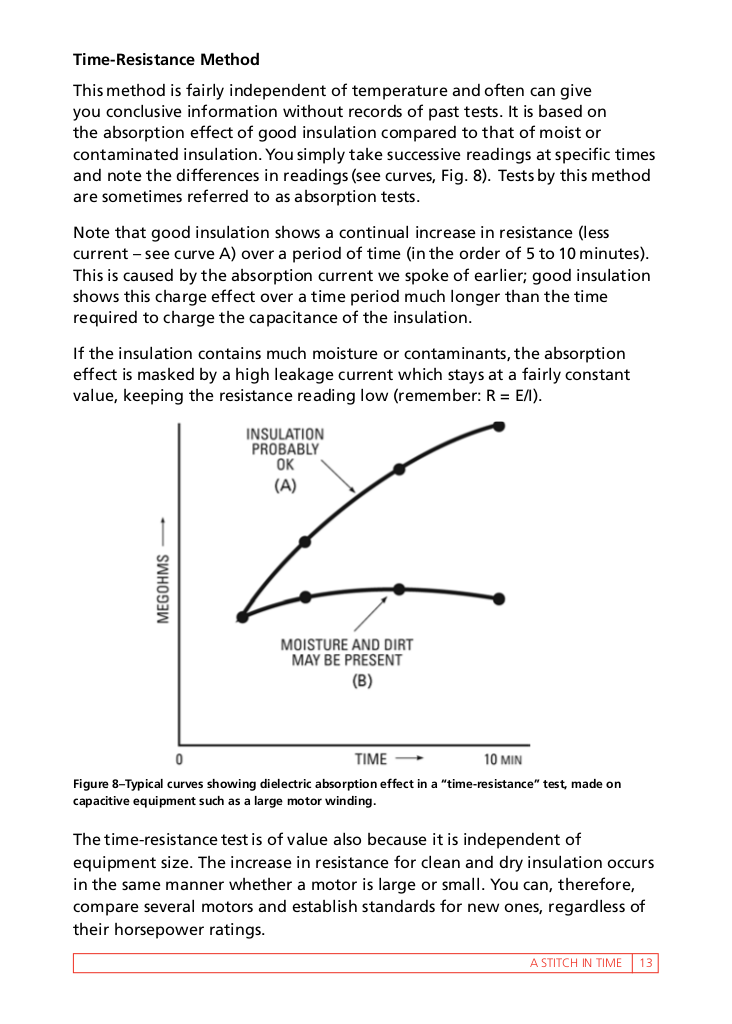 Time-Resistance Method
This method is fairly independent of temperature and often can give
you conclusive information without records of past tests. It is based on
the absorption effect of good insulation compared to that of moist or
contaminated insulation. You simply take successive readings at specific times
and note the differences in readings (see curves, Fig. 8). Tests by this method
are sometimes referred to as absorption tests.
Note that good insulation shows a continual increase in resistance (less
current – see curve A) over a period of time (in the order of 5 to 10 minutes).
This is caused by the absorption current we spoke of earlier; good insulation
shows this charge effect over a time period much longer than the time
required to charge the capacitance of the insulation.
If the insulation contains much moisture or contaminants, the absorption
effect is masked by a high leakage current which stays at a fairly constant
value, keeping the resistance reading low (remember: R = E/I).
INSULATION
PROBABLY
OK
(A)
MEGOHMS
MOISTURE AND DIRT
MAY BE PRESENT
(B)
0 TIME 10 MIN
Figure 8–Typical curves showing dielectric absorption effect in a “time-resistance” test, made on
capacitive equipment such as a large motor winding.
The time-resistance test is of value also because it is independent of
equipment size. The increase in resistance for clean and dry insulation occurs
in the same manner whether a motor is large or small. You can, therefore,
compare several motors and establish standards for new ones, regardless of
their horsepower ratings.
A STITCH IN TIME 13